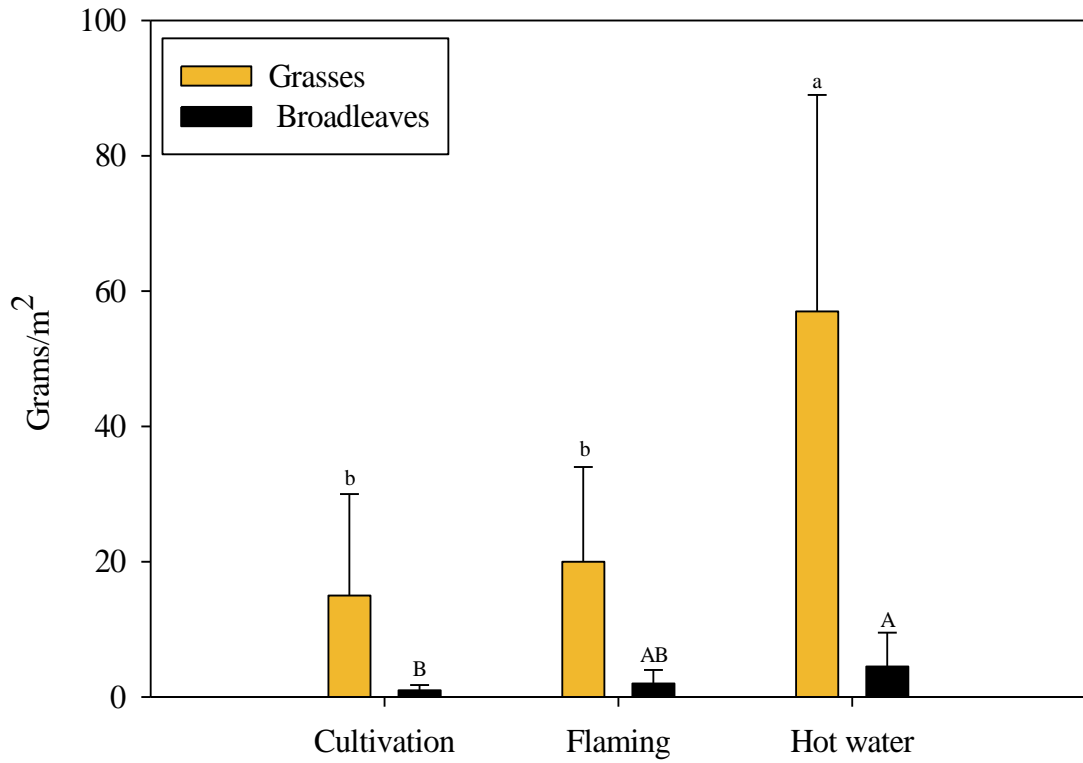 100
80
60
40
20
0
Grams/m²
Grasses
Broadleaves
b
B
b
AB
a
A
Cultivation
Flaming
Hot water